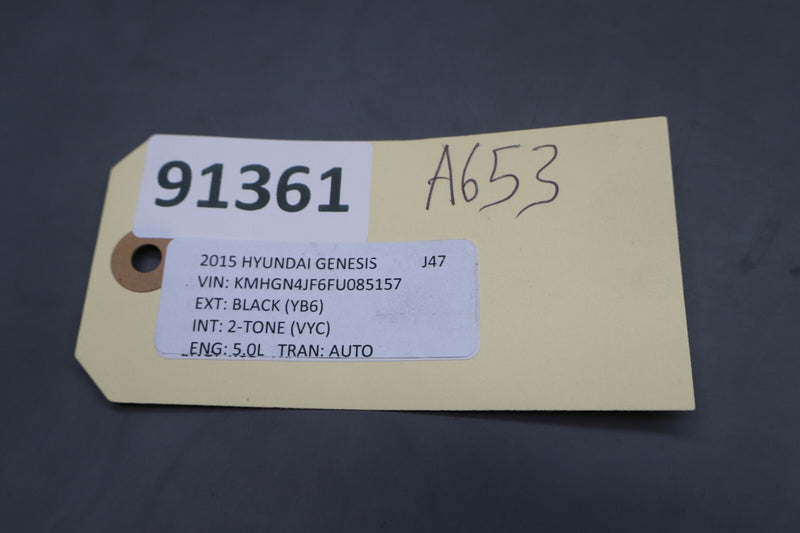 91361
A653
2015 HYUNDAI GENESIS J47
VIN: KMHGN4JF6FU085157
EXT: BLACK (YB6)
INT: 2-TONE (VYC)
ENG: 5.0L TRAN: AUTO